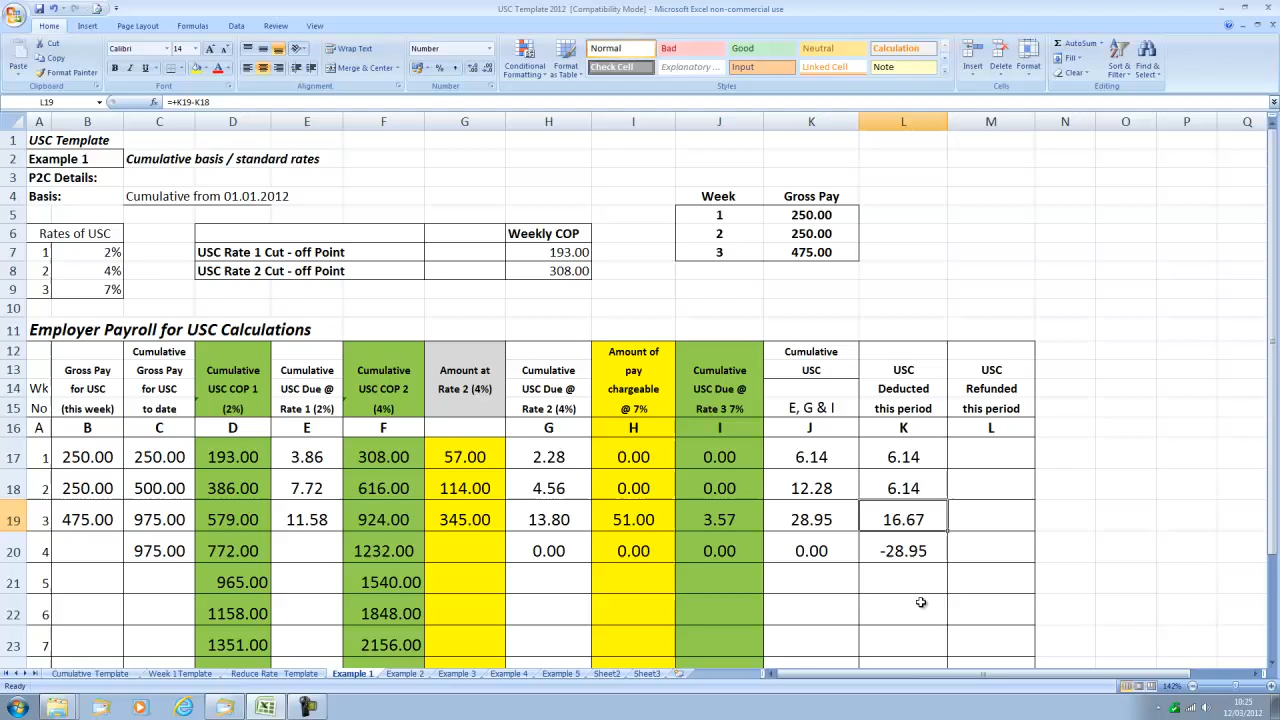 USC Template 2012 [Compatibility Mode] - Microsoft Excel non-commercial use
Home Insert Page Layout Formulas Data Review View
Cut
Copy
Format Painter
Paste
Clipboard
Calibri 14
B I U
Font
Wrap Text
Merge & Center
Alignment
Number
Number
Conditional Formatting
Format as Table
Normal Bad Good Neutral Calculation
Check Cell Explanatory ... Input Linked Cell Note
Styles
Insert Delete Format
Cells
AutoSum
Fill
Clear
Sort & Filter
Find & Select
Editing
L19 fx =+K19-K18
A B C D E F G H I J K L M N O P Q
1 USC Template
2 Example 1 Cumulative basis / standard rates
3 P2C Details:
4 Basis: Cumulative from 01.01.2012 Week Gross Pay
5 1 250.00
6 Rates of USC Weekly COP 2 250.00
7 1 2% USC Rate 1 Cut - off Point 193.00 3 475.00
8 2 4% USC Rate 2 Cut - off Point 308.00
9 3 7%
10
11 Employer Payroll for USC Calculations
12 Cumulative Amount of Cumulative
13 Gross Pay Gross Pay Cumulative Cumulative Cumulative Amount at Cumulative pay Cumulative USC USC USC
14 Wk for USC for USC USC COP 1 USC Due @ USC COP 2 Rate 2 (4%) USC Due @ chargeable USC Due @ Deducted Refunded
15 No (this week) to date (2%) Rate 1 (2%) (4%) Rate 2 (4%) @ 7% Rate 3 7% E, G & I this period this period
16 A B C D E F G H I J K L
17 1 250.00 250.00 193.00 3.86 308.00 57.00 2.28 0.00 0.00 6.14 6.14
18 2 250.00 500.00 386.00 7.72 616.00 114.00 4.56 0.00 0.00 12.28 6.14
19 3 475.00 975.00 579.00 11.58 924.00 345.00 13.80 51.00 3.57 28.95 16.67
20 4 975.00 772.00 1232.00 0.00 0.00 0.00 0.00 -28.95
21 5 965.00 1540.00
22 6 1158.00 1848.00
23 7 1351.00 2156.00
Cumulative Template Week 1Template Reduce Rate Template Example 1 Example 2 Example 3 Example 4 Example 5 Sheet2 Sheet3
Ready 142%
10:25
12/03/2012